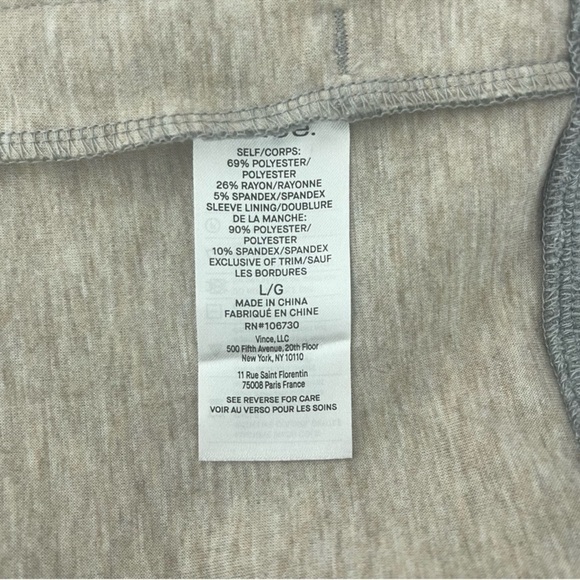 SELF/CORPS:
69% POLYESTER/
POLYESTER
26% RAYON/RAYONNE
5% SPANDEX/SPANDEX
SLEEVE LINING/DOUBLURE
DE LA MANCHE:
90% POLYESTER/
POLYESTER
10% SPANDEX/SPANDEX
EXCLUSIVE OF TRIM/SAUF
LES BORDURES
L/G
MADE IN CHINA
FABRIQUÉ EN CHINE
RN#106730
Vince, LLC
500 Fifth Avenue, 20th Floor
New York, NY 10110
11 Rue Saint Florentin
75008 Paris France
SEE REVERSE FOR CARE
VOIR AU VERSO POUR LES SOINS